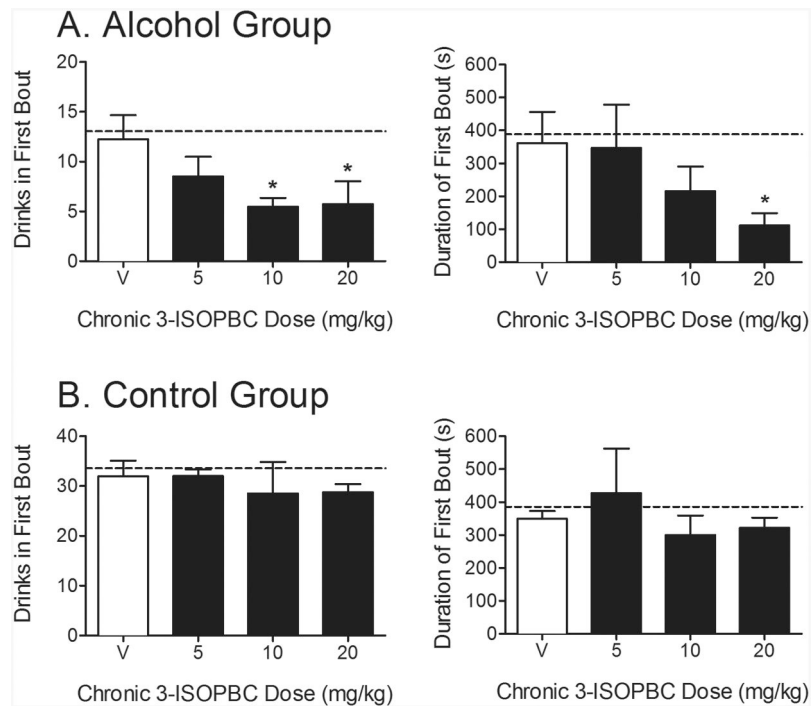 A. Alcohol Group
Drinks in First Bout
20
15
10
5
0
*
*
V 5 10 20
Chronic 3-ISOPBC Dose (mg/kg)
Duration of First Bout (s)
600
500
400
300
200
100
0
*
V 5 10 20
Chronic 3-ISOPBC Dose (mg/kg)
B. Control Group
Drinks in First Bout
40
30
20
10
0
V 5 10 20
Chronic 3-ISOPBC Dose (mg/kg)
Duration of First Bout (s)
600
500
400
300
200
100
0
V 5 10 20
Chronic 3-ISOPBC Dose (mg/kg)